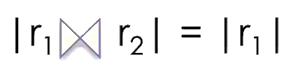 |r₁ ⋈ r₂| = |r₁|